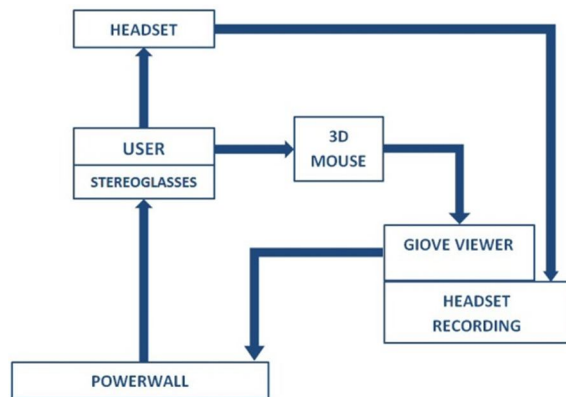 HEADSET
USER
STEREOGLASSES
3D
MOUSE
GIOVE VIEWER
HEADSET
RECORDING
POWERWALL